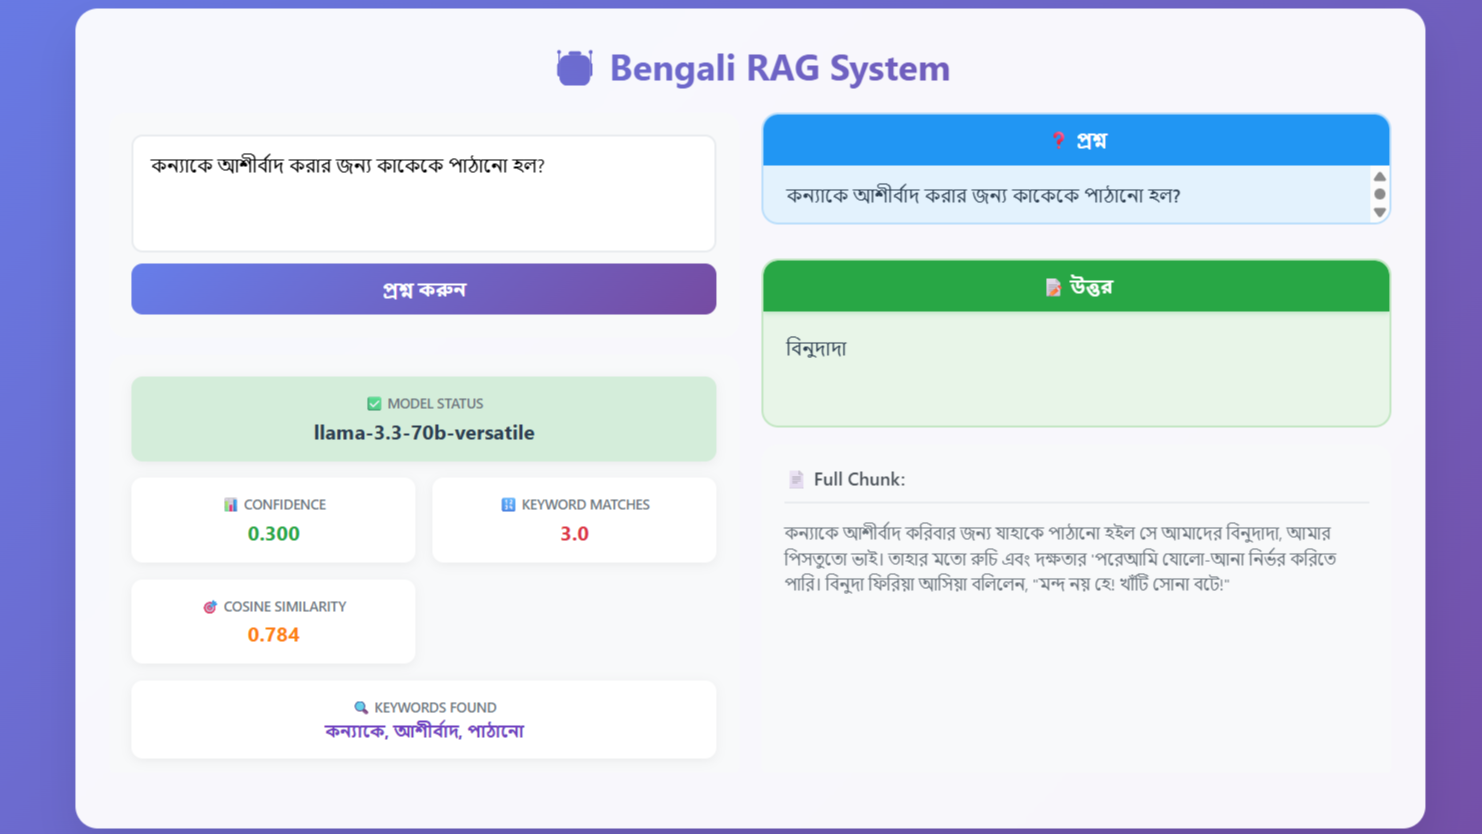 Bengali RAG System
কন্যাকে আশীর্বাদ করার জন্য কাকেকে পাঠানো হল?
প্রশ্ন করুন
MODEL STATUS
llama-3.3-70b-versatile
CONFIDENCE
0.300
KEYWORD MATCHES
3.0
COSINE SIMILARITY
0.784
KEYWORDS FOUND
কন্যাকে, আশীর্বাদ, পাঠানো
প্রশ্ন
কন্যাকে আশীর্বাদ করার জন্য কাকেকে পাঠানো হল?
উত্তর
বিনুদাদা
Full Chunk:
কন্যাকে আশীর্বাদ করিবার জন্য যাহাকে পাঠানো হইল সে আমাদের বিনুদাদা, আমার
পিসতুতো ভাই। তাহার মতো রুচি এবং দক্ষতার 'পরেআমি ষোলো-আনা নির্ভর করিতে
পারি। বিনুদা ফিরিয়া আসিয়া বলিলেন, "মন্দ নয় হে! খাঁটি সোনা বটে!"